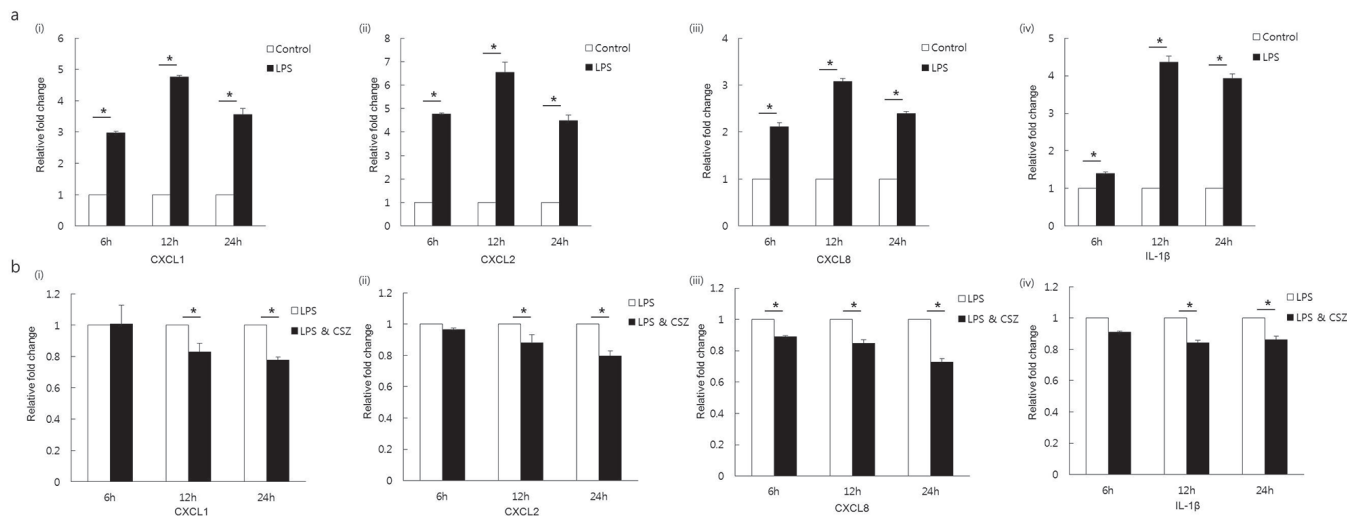 a
(i)
Relative fold change
6
5
4
3
2
1
0
*
*
*
Control
LPS
6h
12h
24h
CXCL1
(ii)
Relative fold change
8
7
6
5
4
3
2
1
0
*
*
*
Control
LPS
6h
12h
24h
CXCL2
(iii)
Relative fold change
4
3
2
1
0
*
*
*
Control
LPS
6h
12h
24h
CXCL8
(iv)
Relative fold change
5
4
3
2
1
0
*
*
*
Control
LPS
6h
12h
24h
IL-1β
b
(i)
Relative fold change
1.2
1
0.8
0.6
0.4
0.2
0
*
*
LPS
LPS & CSZ
6h
12h
24h
CXCL1
(ii)
Relative fold change
1.2
1
0.8
0.6
0.4
0.2
0
*
*
LPS
LPS & CSZ
6h
12h
24h
CXCL2
(iii)
Relative fold change
1.2
1
0.8
0.6
0.4
0.2
0
*
*
*
LPS
LPS & CSZ
6h
12h
24h
CXCL8
(iv)
Relative fold change
1.2
1
0.8
0.6
0.4
0.2
0
*
*
LPS
LPS & CSZ
6h
12h
24h
IL-1β